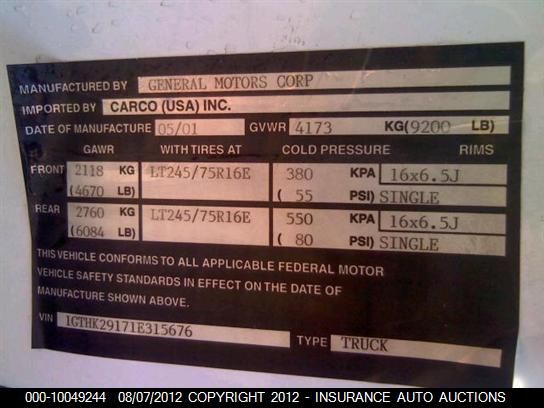 MANUFACTURED BY GENERAL MOTORS CORP
IMPORTED BY CARCO (USA) INC.
DATE OF MANUFACTURE 05/01 GVWR 4173 KG(9200 LB)
GAWR WITH TIRES AT COLD PRESSURE RIMS
FRONT 2118 KG LT245/75R16E 380 KPA 16x6.5J
(4670 LB) ( 55 PSI) SINGLE
REAR 2760 KG LT245/75R16E 550 KPA 16x6.5J
(6084 LB) ( 80 PSI) SINGLE
THIS VEHICLE CONFORMS TO ALL APPLICABLE FEDERAL MOTOR
VEHICLE SAFETY STANDARDS IN EFFECT ON THE DATE OF
MANUFACTURE SHOWN ABOVE.
VIN 1GTHK29171E315676 TYPE TRUCK
000-10049244 08/07/2012 COPYRIGHT 2012 - INSURANCE AUTO AUCTIONS